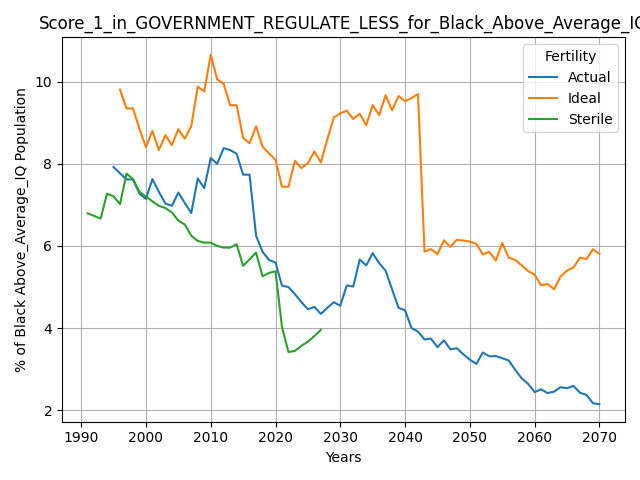 Score_1_in_GOVERNMENT_REGULATE_LESS_for_Black_Above_Average_IQ
% of Black Above_Average_IQ Population
10
8
6
4
2
Fertility
Actual
Ideal
Sterile
1990 2000 2010 2020 2030 2040 2050 2060 2070
Years